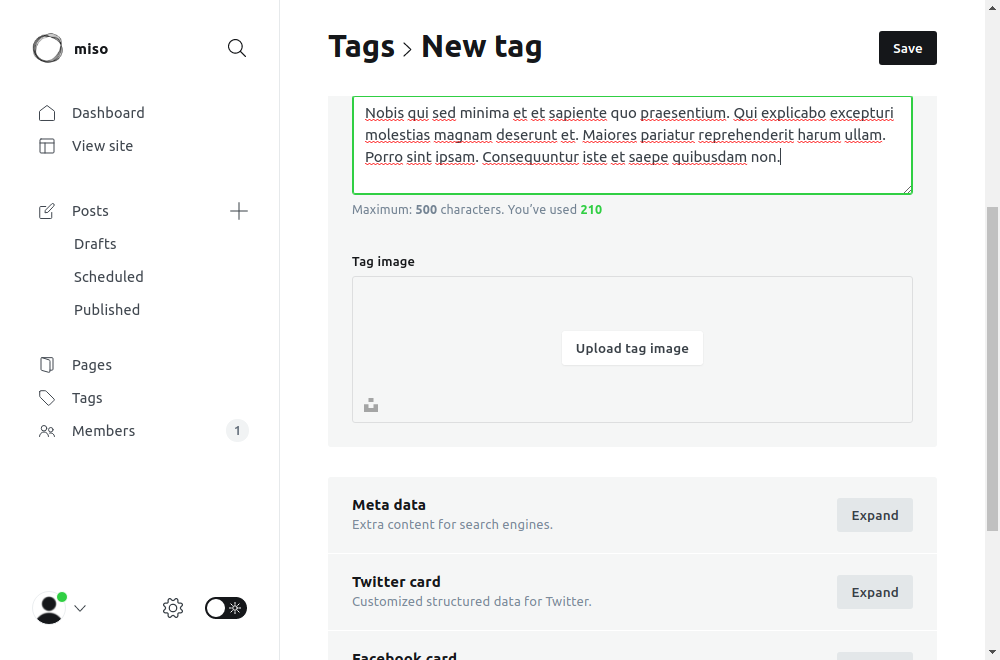 miso
Tags > New tag
Save
Dashboard
View site
Posts
Drafts
Scheduled
Published
Pages
Tags
Members
1
Nobis qui sed minima et et sapiente quo praesentium. Qui explicabo excepturi
molestias magnam deserunt et. Maiores pariatur reprehenderit harum ullam.
Porro sint ipsam. Consequuntur iste et saepe quibusdam non.
Maximum: 500 characters. You've used 210
Tag image
Upload tag image
Meta data
Extra content for search engines.
Expand
Twitter card
Customized structured data for Twitter.
Expand
Facebook card